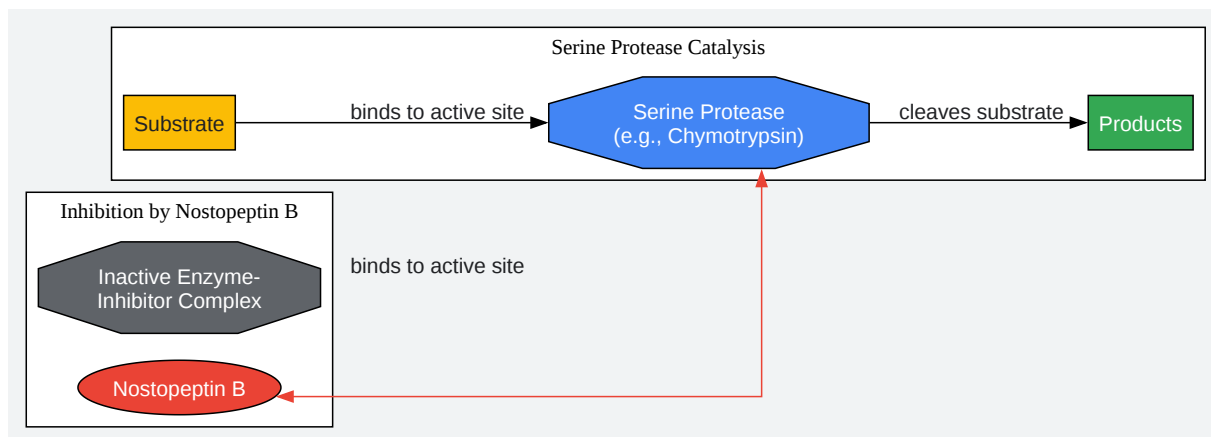 Serine Protease Catalysis
Substrate
binds to active site
Serine Protease
(e.g., Chymotrypsin)
cleaves substrate
Products
Inhibition by Nostopeptin B
Inactive Enzyme-
Inhibitor Complex
binds to active site
Nostopeptin B